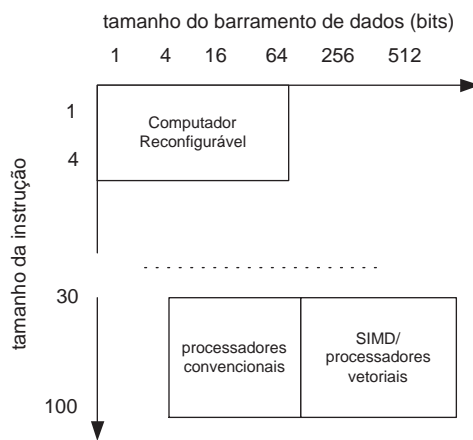 tamanho do barramento de dados (bits)
1 4 16 64 256 512
tamanho da instrução
1
4
Computador
Reconfigurável
30
100
processadores
convencionais
SIMD/
processadores
vetoriais